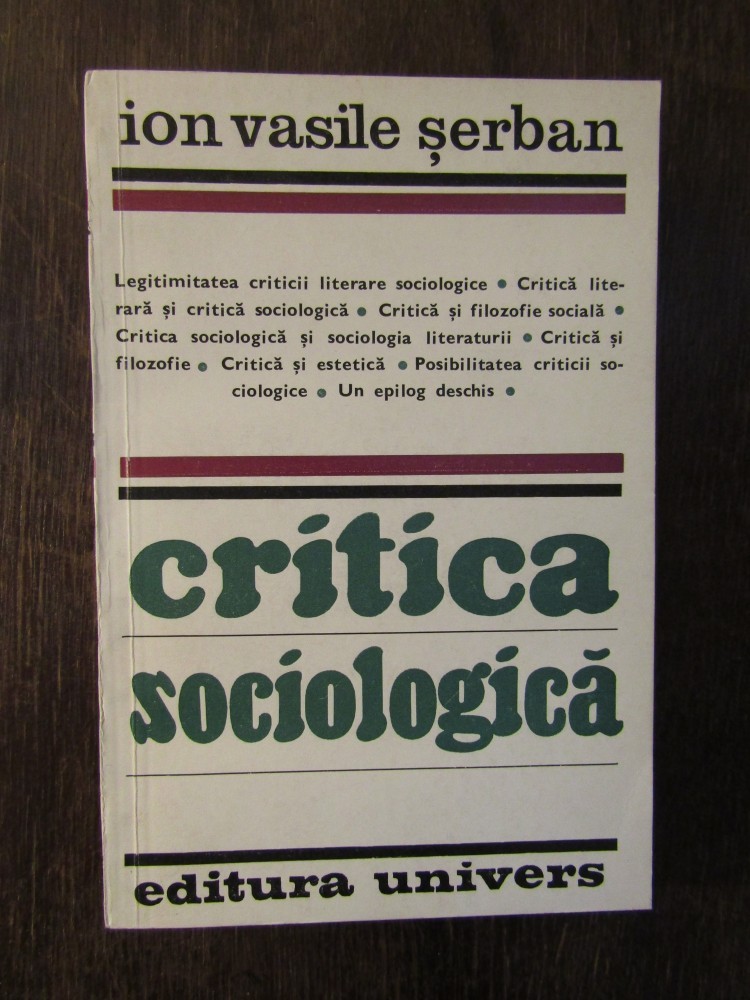 ion vasile șerban
Legitimitatea criticii literare sociologice • Critică lite-
rară și critică sociologică • Critică și filozofie socială •
Critica sociologică și sociologia literaturii • Critică și
filozofie • Critică și estetică • Posibilitatea criticii so-
ciologice • Un epilog deschis •
critica
sociologică
editura univers